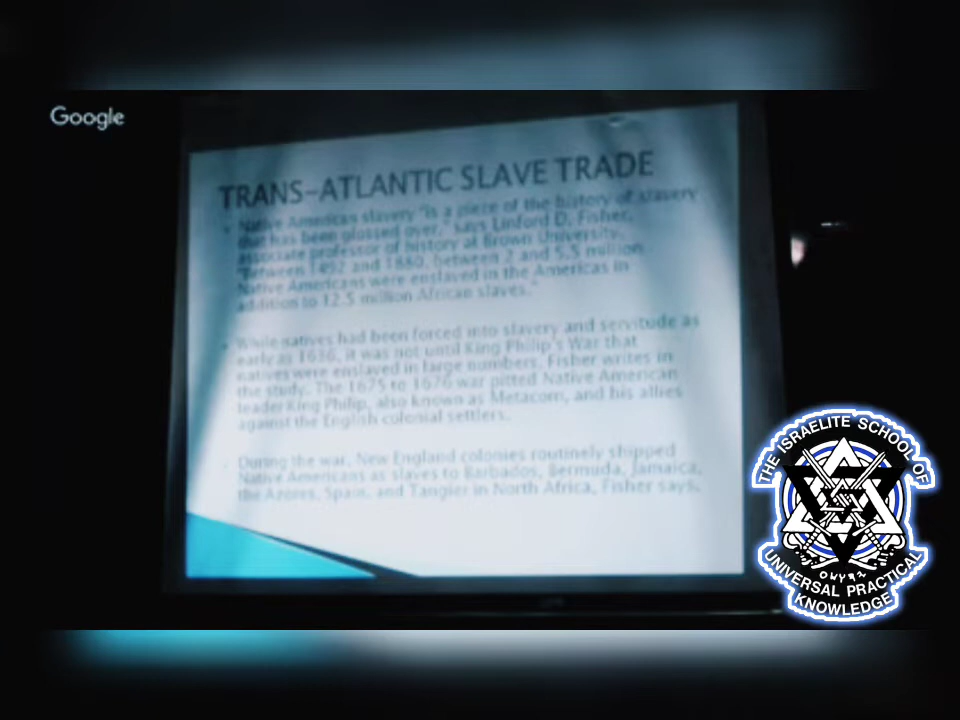 Google
TRANS-ATLANTIC SLAVE TRADE
Native American slavery "is a piece of the history of slavery
that has been glossed over," says Linford D. Fisher,
associate professor of history at Brown University.
"Between 1492 and 1880, between 2 and 5.5 million
Native Americans were enslaved in the Americas in
addition to 12.5 million African slaves."
While natives had been forced into slavery and servitude as
early as 1636, it was not until King Philip's War that
natives were enslaved in large numbers, Fisher writes in
the study. The 1675 to 1676 war pitted Native American
leader King Philip, also known as Metacom, and his allies
against the English colonial settlers.
During the war, New England colonies routinely shipped
Native Americans as slaves to Barbados, Bermuda, Jamaica,
the Azores, Spain, and Tangier in North Africa, Fisher says.
THE ISRAELITE SCHOOL OF
UNIVERSAL PRACTICAL
KNOWLEDGE